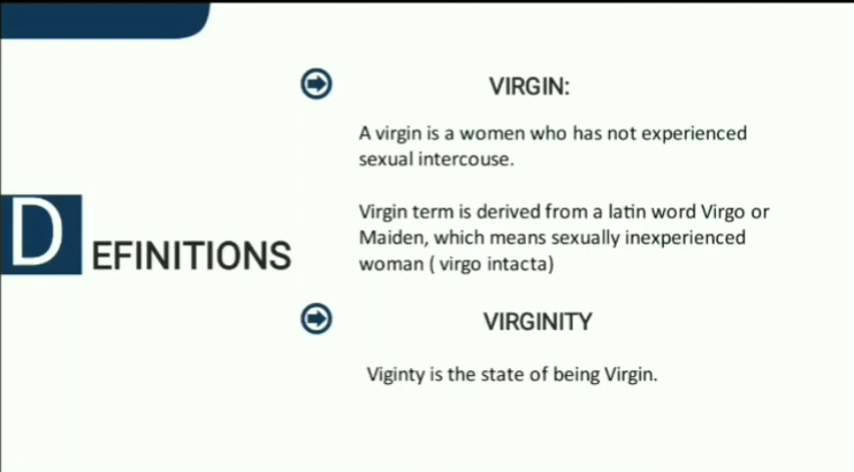 DEFINITIONS
VIRGIN:
A virgin is a women who has not experienced
sexual intercouse.
Virgin term is derived from a latin word Virgo or
Maiden, which means sexually inexperienced
woman ( virgo intacta)
VIRGINITY
Viginty is the state of being Virgin.